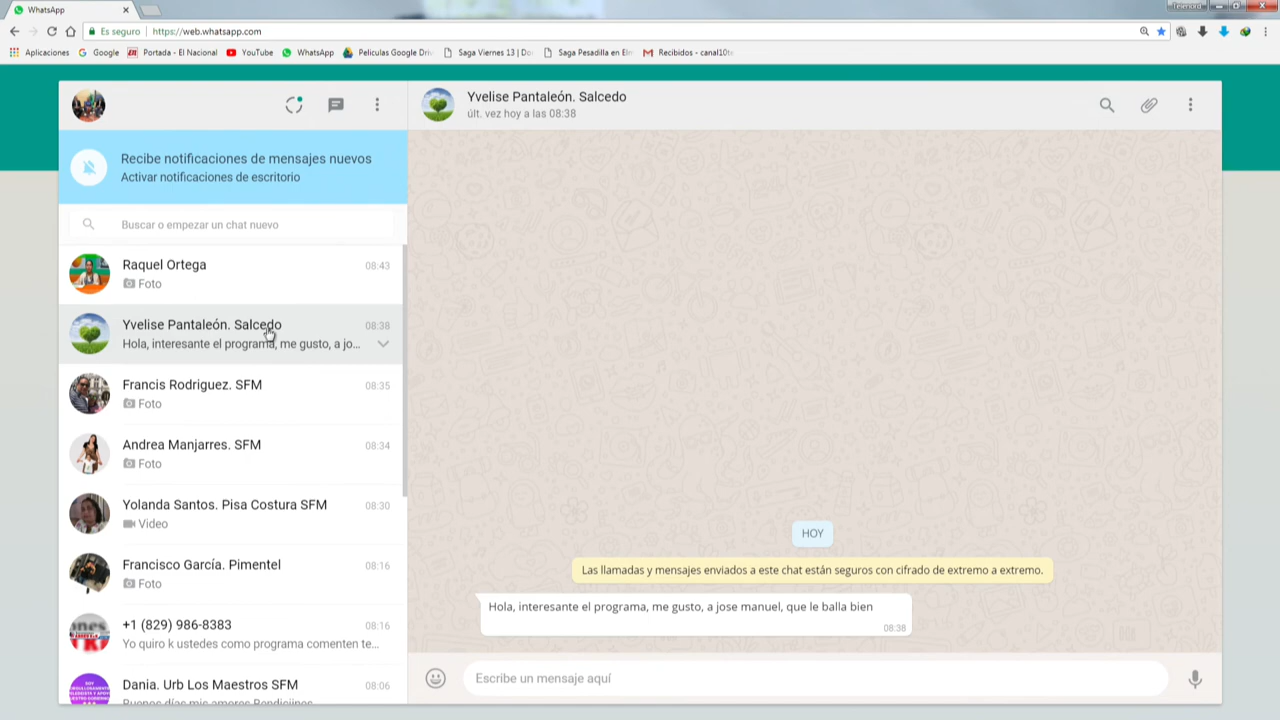 WhatsApp
Telenord
Es seguro | https://web.whatsapp.com
Aplicaciones Google Portada - El Nacional YouTube WhatsApp Peliculas Google Driv Saga Viernes 13 | Do Saga Pesadilla en Elm Recibidos - canal10te
Yvelise Pantaleón. Salcedo
últ. vez hoy a las 08:38
Recibe notificaciones de mensajes nuevos
Activar notificaciones de escritorio
Buscar o empezar un chat nuevo
Raquel Ortega 08:43
Foto
Yvelise Pantaleón. Salcedo 08:38
Hola, interesante el programa, me gusto, a jo...
Francis Rodriguez. SFM 08:35
Foto
Andrea Manjarres. SFM 08:34
Foto
Yolanda Santos. Pisa Costura SFM 08:30
Video
Francisco García. Pimentel 08:16
Foto
+1 (829) 986-8383 08:16
Yo quiro k ustedes como programa comenten te...
Dania. Urb Los Maestros SFM 08:06
Buenos días mis amores Bendiciines
HOY
Las llamadas y mensajes enviados a este chat están seguros con cifrado de extremo a extremo.
Hola, interesante el programa, me gusto, a jose manuel, que le balla bien
08:38
Escribe un mensaje aquí